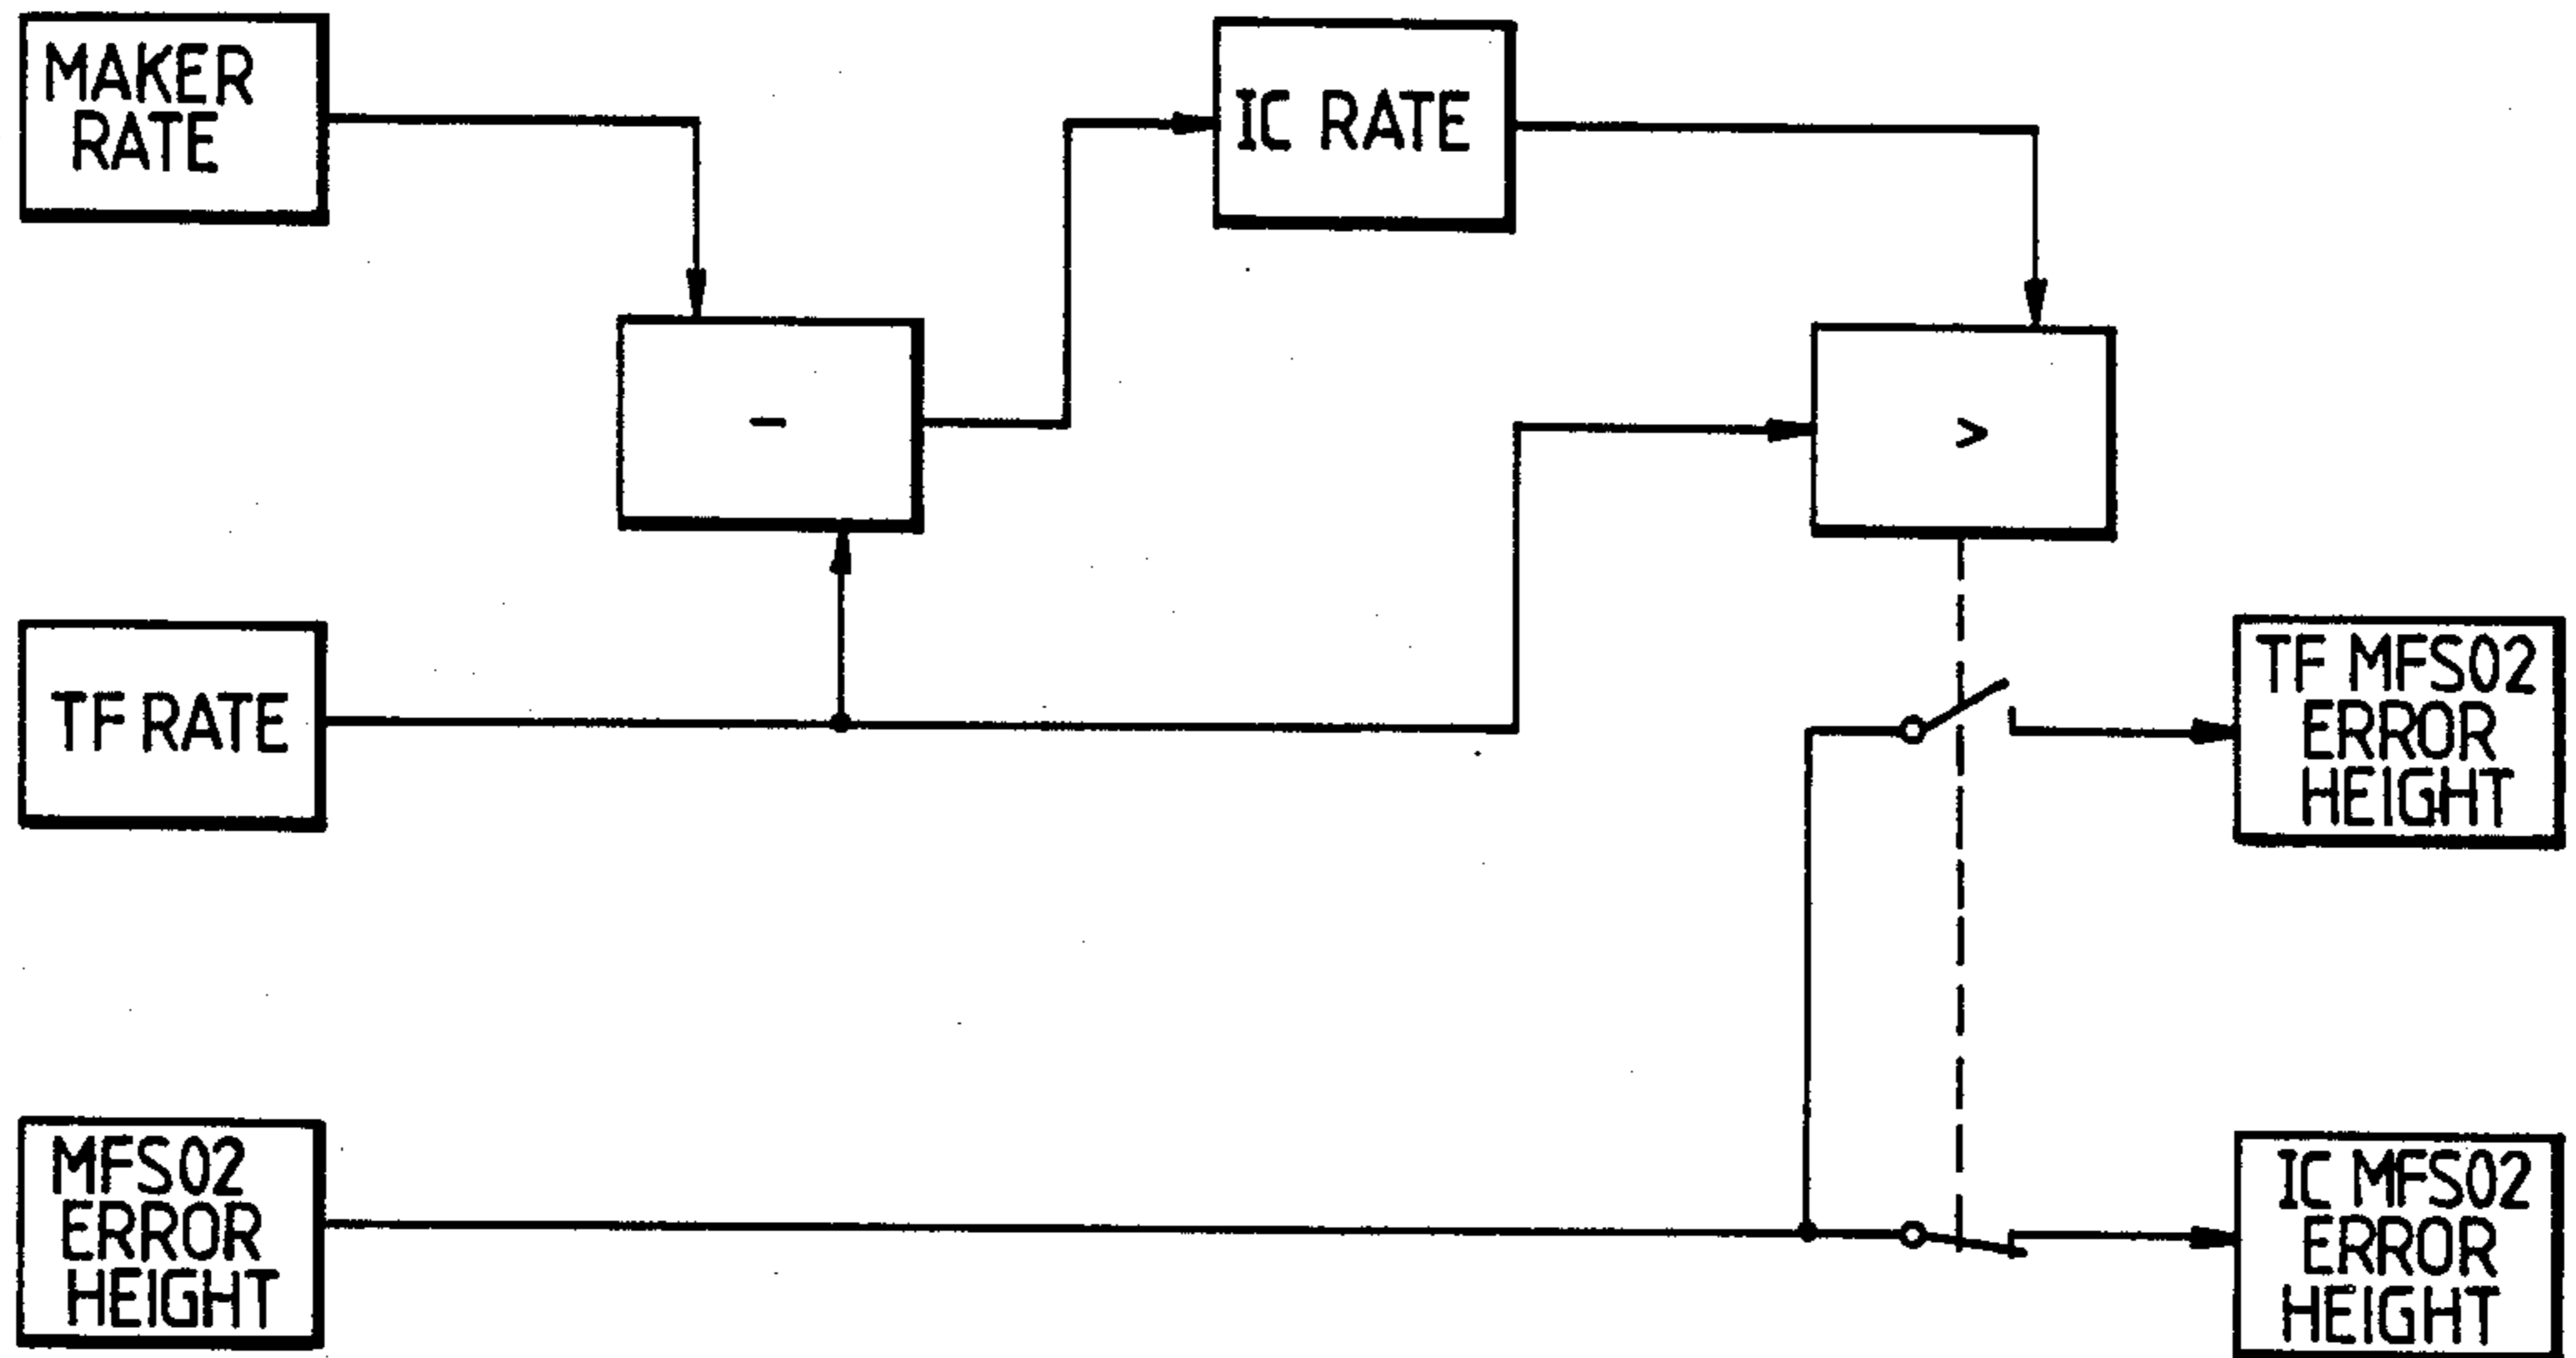 MAKER
RATE
IC RATE
-
>
TF RATE
TF MFS02
ERROR
HEIGHT
MFS02
ERROR
HEIGHT
IC MFS02
ERROR
HEIGHT